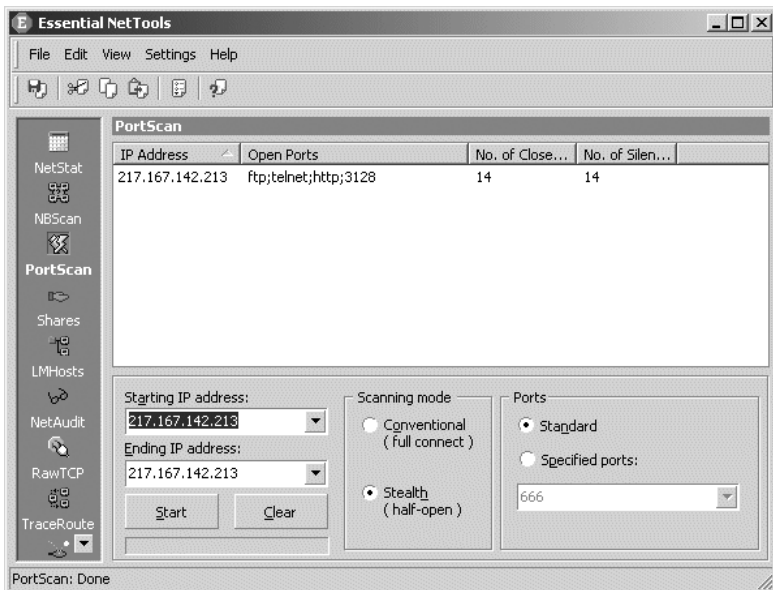 Essential NetTools
File Edit View Settings Help
PortScan
IP Address Open Ports No. of Close... No. of Silen...
217.167.142.213 ftp;telnet;http;3128 14 14
NetStat
NBScan
PortScan
Shares
LMHosts
NetAudit
RawTCP
TraceRoute
Starting IP address:
217.167.142.213
Ending IP address:
217.167.142.213
Start Clear
Scanning mode
Conventional
( full connect )
Stealth
( half-open )
Ports
Standard
Specified ports:
666
PortScan: Done